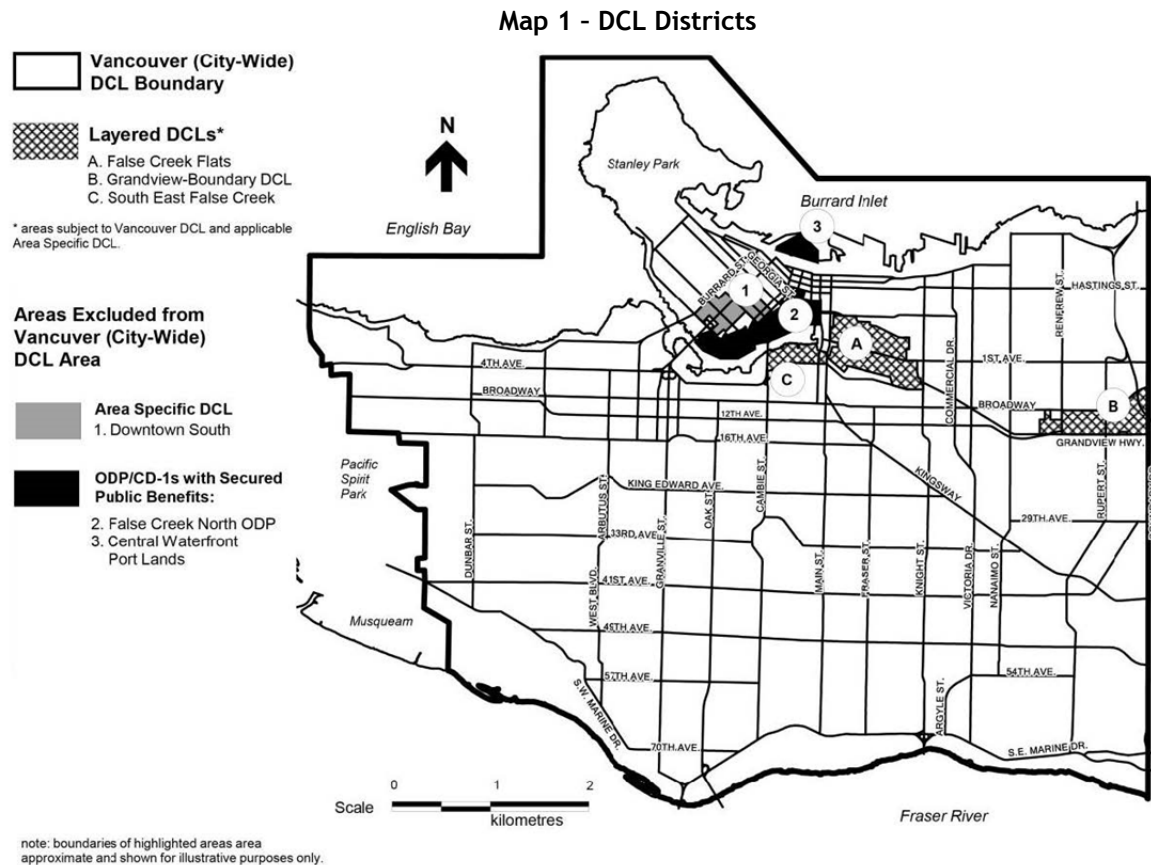 Map 1 - DCL Districts
Vancouver (City-Wide)
DCL Boundary
Layered DCLs*
A. False Creek Flats
B. Grandview-Boundary DCL
C. South East False Creek
* areas subject to Vancouver DCL and applicable
Area Specific DCL.
Areas Excluded from
Vancuver (City-Wide)
DCL Area
Area Specific DCL
1. Downtown South
ODP/CD-1s with Secured
Public Benefits:
2. False Creek North ODP
3. Central Waterfront
Port Lands
N
English Bay
Stanley Park
Burrard Inlet
3
BURRARD ST.
GEORGIA ST.
1
2
A
C
B
HASTINGS ST.
RENFREW ST.
COMMERCIAL DR.
1ST AVE.
4TH AVE.
BROADWAY
BROADWAY
12TH AVE.
16TH AVE.
GRANDVIEW HWY.
Pacific
Spirit
Park
KING EDWARD AVE.
KINGSWAY
RUPERT ST.
29TH AVE.
33RD AVE.
41ST AVE.
49TH AVE.
57TH AVE.
54TH AVE.
70TH AVE.
DUNBAR ST.
ARBUTUS ST.
WEST BLVD.
GRANVILLE ST.
OAK ST.
CAMBIE ST.
MAIN ST.
FRASER ST.
KNIGHT ST.
VICTORIA DR.
NANAIMO ST.
ARGYLE ST.
Musqueam
S.W. MARINE DR.
S.E. MARINE DR.
Fraser River
0 1 2
Scale
kilometres
note: boundaries of highlighted areas area
approximate and shown for illustrative purposes only.